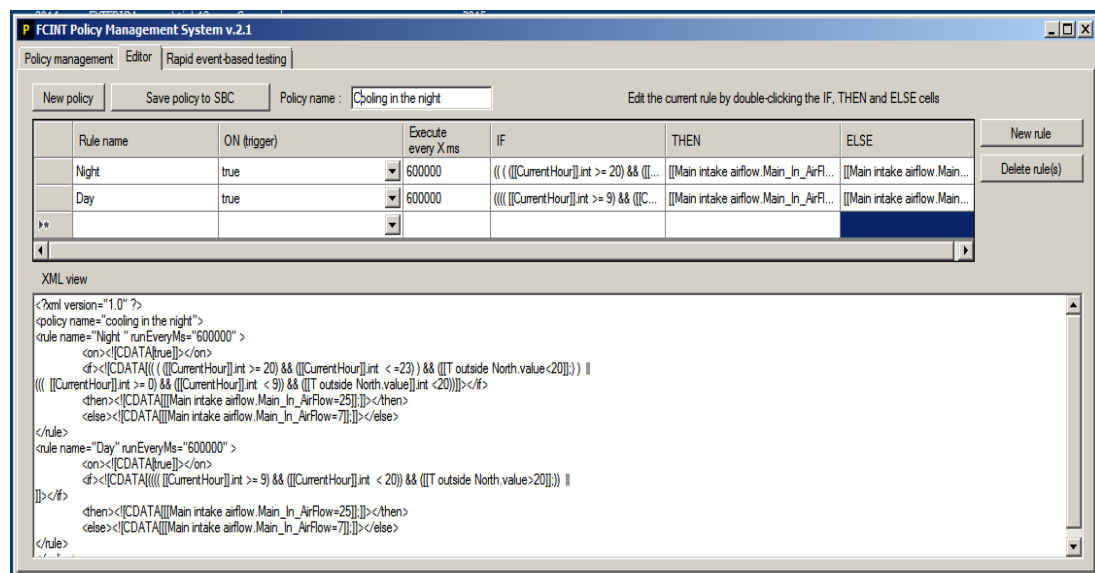 FCINT Policy Management System v.2.1
Policy management Editor Rapid event-based testing
New policy Save policy to SBC Policy name : Cooling in the night Edit the current rule by double-clicking the IF, THEN and ELSE cells
Rule name ON (trigger) Execute every X ms IF THEN ELSE New rule
Night true 600000 (( ( ([[CurrentHour]].int >= 20) && ([[... [[Main intake airflow.Main_In_AirFl... [[Main intake airflow.Main... Delete rule(s)
Day true 600000 (((( [[CurrentHour]].int >= 9) && ([[C... [[Main intake airflow.Main_In_AirFl... [[Main intake airflow.Main...
XML view
<?xml version="1.0" ?>
<policy name="cooling in the night">
<rule name="Night " runEveryMs="600000" >
<on><![CDATA[true]]></on>
<if><![CDATA[(( ( ([[CurrentHour]].int >= 20) && ([[CurrentHour]].int < =23) ) && ([[T outside North.value<20]];) ) ||
((( [[CurrentHour]].int >= 0) && ([[CurrentHour]].int < 9)) && ([[T outside North.value]].int <20))]]></if>
<then><![CDATA[[[Main intake airflow.Main_In_AirFlow=25]];]]></then>
<else><![CDATA[[[Main intake airflow.Main_In_AirFlow=7]];]]></else>
</rule>
<rule name="Day" runEveryMs="600000" >
<on><![CDATA[true]]></on>
<if><![CDATA[(((( [[CurrentHour]].int >= 9) && ([[CurrentHour]].int < 20)) && ([[T outside North.value>20]];)) ||
]]></if>
<then><![CDATA[[[Main intake airflow.Main_In_AirFlow=25]];]]></then>
<else><![CDATA[[[Main intake airflow.Main_In_AirFlow=7]];]]></else>
</rule>